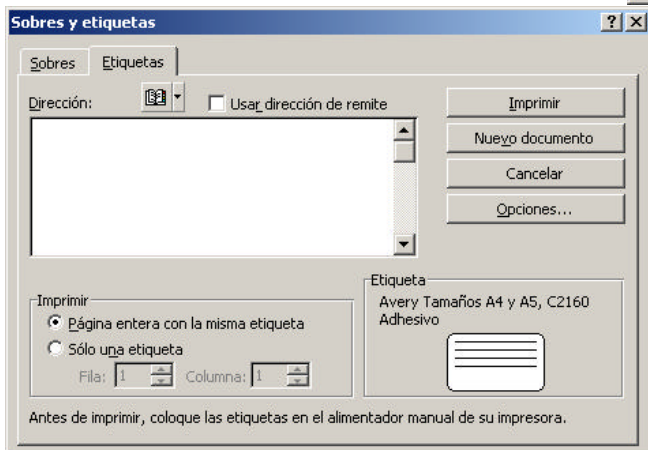 Sobres y etiquetas
Sobres Etiquetas
Dirección: Usar dirección de remite
Imprimir
Nuevo documento
Cancelar
Opciones...
Imprimir
Página entera con la misma etiqueta
Sólo una etiqueta
Fila: 1 Columna: 1
Etiqueta
Avery Tamaños A4 y A5, C2160
Adhesivo
Antes de imprimir, coloque las etiquetas en el alimentador manual de su impresora.